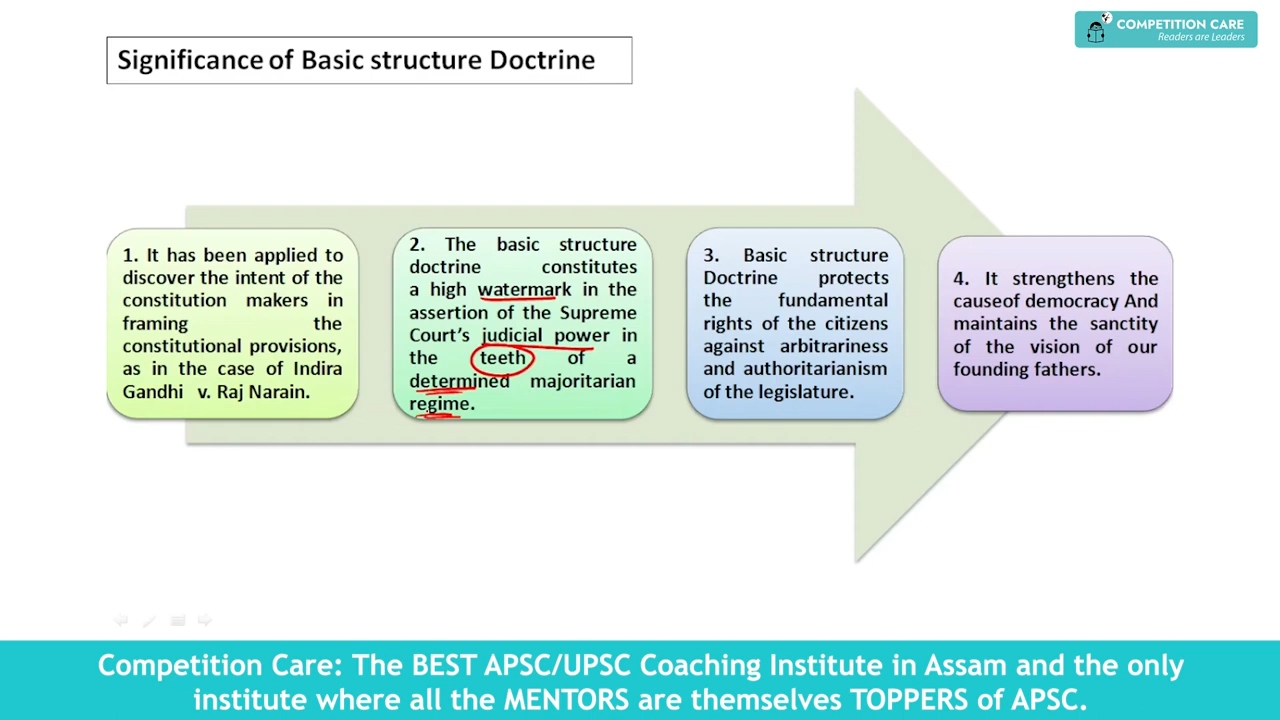 COMPETITION CARE
Readers are Leaders
Significance of Basic structure Doctrine
1. It has been applied to
discover the intent of the
constitution makers in
framing the
constitutional provisions,
as in the case of Indira
Gandhi v. Raj Narain.
2. The basic structure
doctrine constitutes
a high watermark in the
assertion of the Supreme
Court’s judicial power in
the teeth of a
determined majoritarian
regime.
3. Basic structure
Doctrine protects
the fundamental
rights of the citizens
against arbitrariness
and authoritarianism
of the legislature.
4. It strengthens the
causeof democracy And
maintains the sanctity
of the vision of our
founding fathers.
Competition Care: The BEST APSC/UPSC Coaching Institute in Assam and the only
institute where all the MENTORS are themselves TOPPERS of APSC.